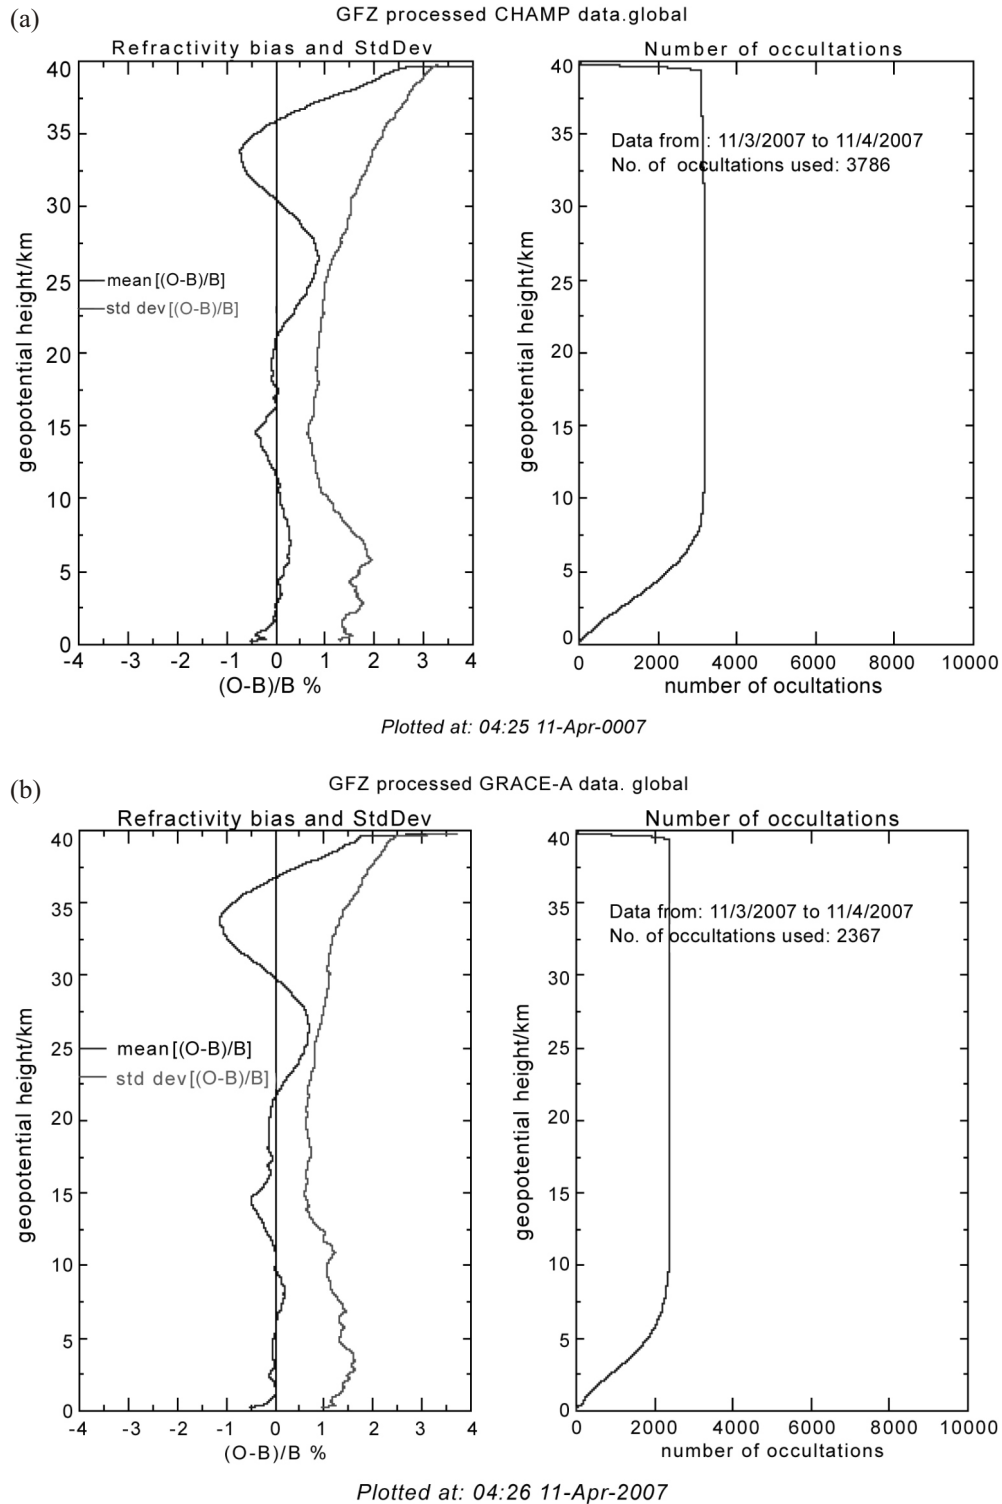 (a)
GFZ processed CHAMP data.global
Refractivity bias and StdDev
Number of occultations
40
35
30
25
20
15
10
5
0
geopotential height/km
mean[(O-B)/B]
std dev[(O-B)/B]
-4 -3 -2 -1 0 1 2 3 4
(O-B)/B %
40
35
30
25
20
15
10
5
0
geopotential height/km
Data from : 11/3/2007 to 11/4/2007
No. of occultations used: 3786
0 2000 4000 6000 8000 10000
number of ocultations
Plotted at: 04:25 11-Apr-0007
(b)
GFZ processed GRACE-A data. global
Refractivity bias and StdDev
Number of occultations
40
35
30
25
20
15
10
5
0
geopotential height/km
mean[(O-B)/B]
std dev[(O-B)/B]
-4 -3 -2 -1 0 1 2 3 4
(O-B)/B %
40
35
30
25
20
15
10
5
0
geopotential height/km
Data from: 11/3/2007 to 11/4/2007
No. of occultations used: 2367
0 2000 4000 6000 8000 10000
number of occultations
Plotted at: 04:26 11-Apr-2007